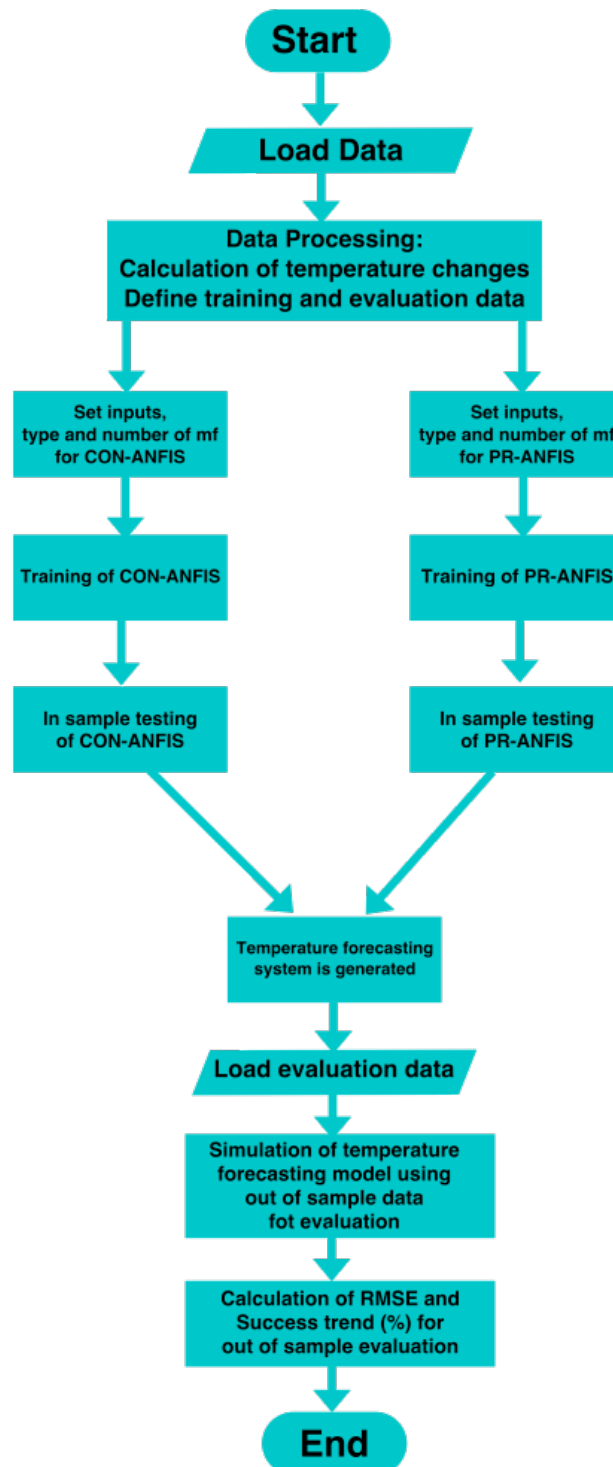 Start
Load Data
Data Processing:
Calculation of temperature changes
Define training and evaluation data
Set inputs,
type and number of mf
for CON-ANFIS
Set inputs,
type and number of mf
for PR-ANFIS
Training of CON-ANFIS
Training of PR-ANFIS
In sample testing
of CON-ANFIS
In sample testing
of PR-ANFIS
Temperature forecasting
system is generated
Load evaluation data
Simulation of temperature
forecasting model using
out of sample data
fot evaluation
Calculation of RMSE and
Success trend (%) for
out of sample evaluation
End